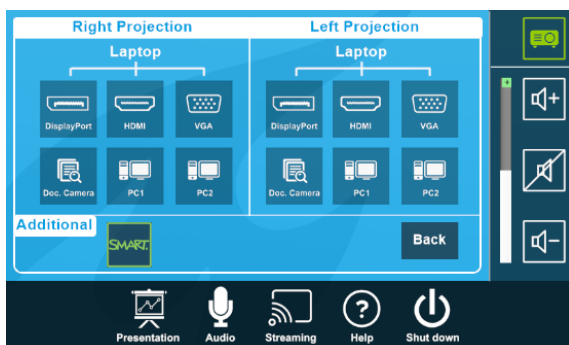 Right Projection
Left Projection
Laptop
Laptop
DisplayPort HDMI VGA
DisplayPort HDMI VGA
Doc. Camera PC1 PC2
Doc. Camera PC1 PC2
Additional
SMART.
Back
Presentation Audio Streaming Help Shut down